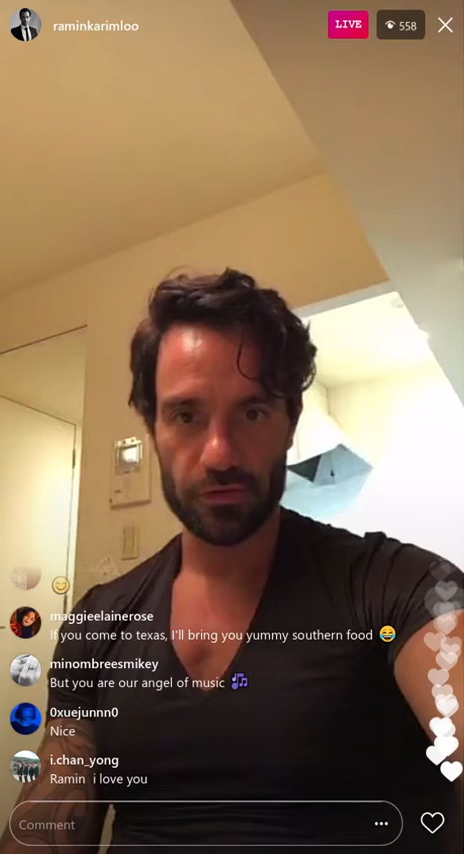 raminkarimloo
LIVE
558
😊
maggieelainerose
If you come to texas, I'll bring you yummy southern food 😂
minombreesmikey
But you are our angel of music 🎶
0xuejunnn0
Nice
i.chan_yong
Ramin i love you
Comment